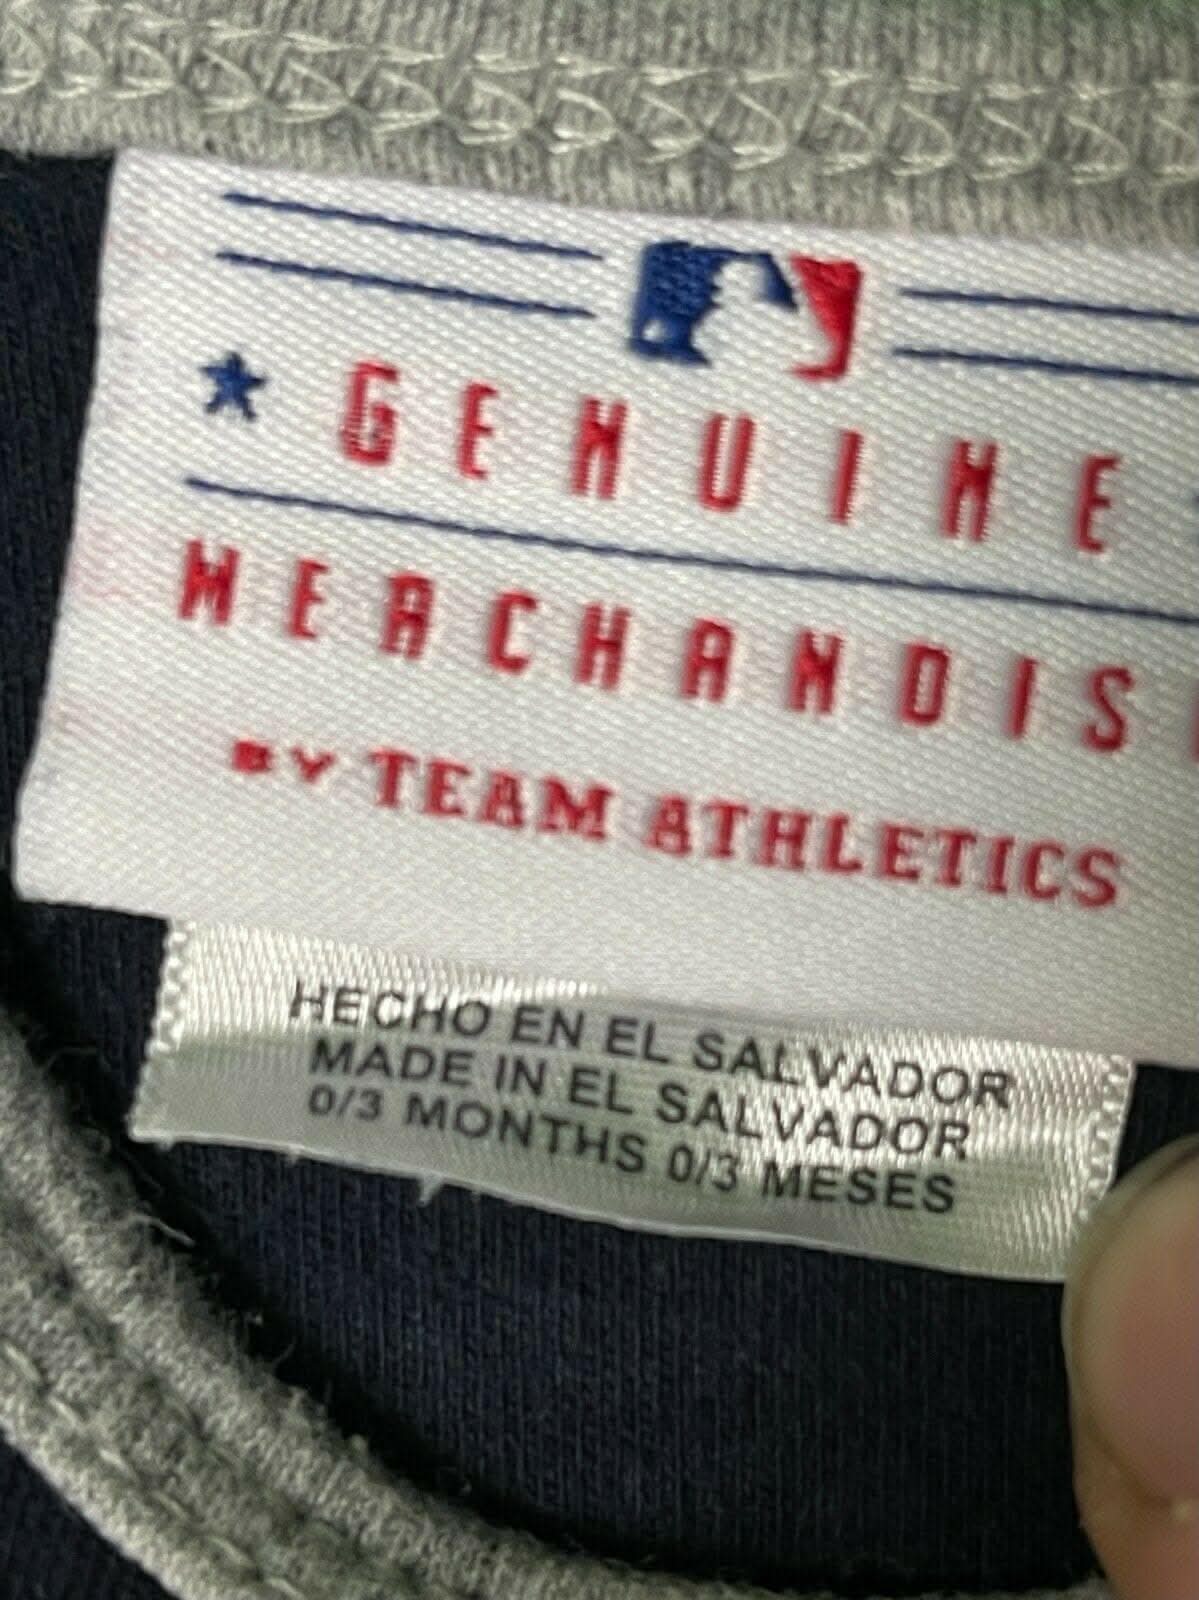 GENUINE
MERCHANDIS
BY TEAM ATHLETICS
HECHO EN EL SALVADOR
MADE IN EL SALVADOR
0/3 MONTHS 0/3 MESES